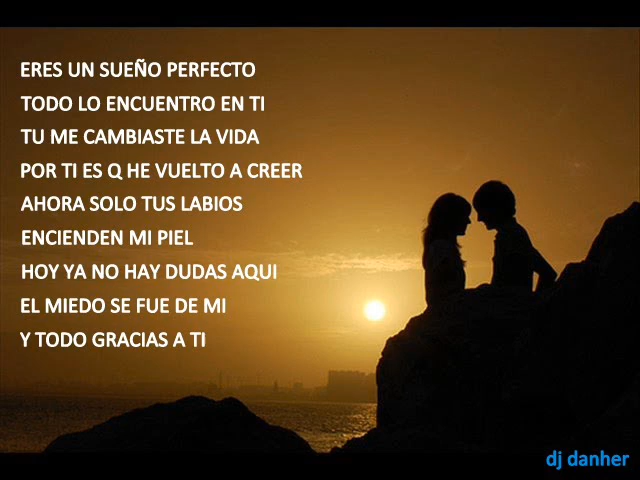 ERES UN SUEÑO PERFECTO
TODO LO ENCUENTRO EN TI
TU ME CAMBIASTE LA VIDA
POR TI ES Q HE VUELTO A CREER
AHORA SOLO TUS LABIOS
ENCIENDEN MI PIEL
HOY YA NO HAY DUDAS AQUI
EL MIEDO SE FUE DE MI
Y TODO GRACIAS A TI
dj danher